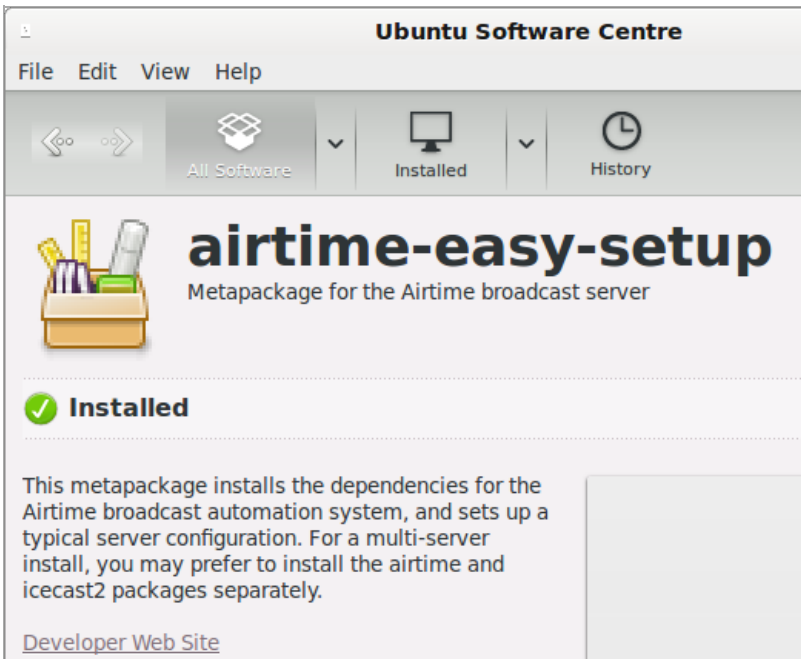 Ubuntu Software Centre
File Edit View Help
All Software
Installed
History
airtime-easy-setup
Metapackage for the Airtime broadcast server
Installed
This metapackage installs the dependencies for the
Airtime broadcast automation system, and sets up a
typical server configuration. For a multi-server
install, you may prefer to install the airtime and
icecast2 packages separately.
Developer Web Site